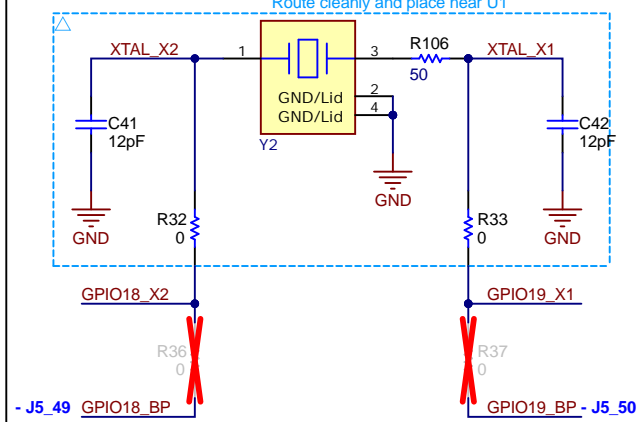 Route cleanly and place near U1
XTAL_X2 1 3 R106 XTAL_X1
50
GND/Lid 2
GND/Lid 4
C41 C42
12pF 12pF
Y2
GND GND GND
R32 R33
0 0
GPIO18_X2 GPIO19_X1
R36 R37
0 0
- J5_49 GPIO18_BP GPIO19_BP - J5_50